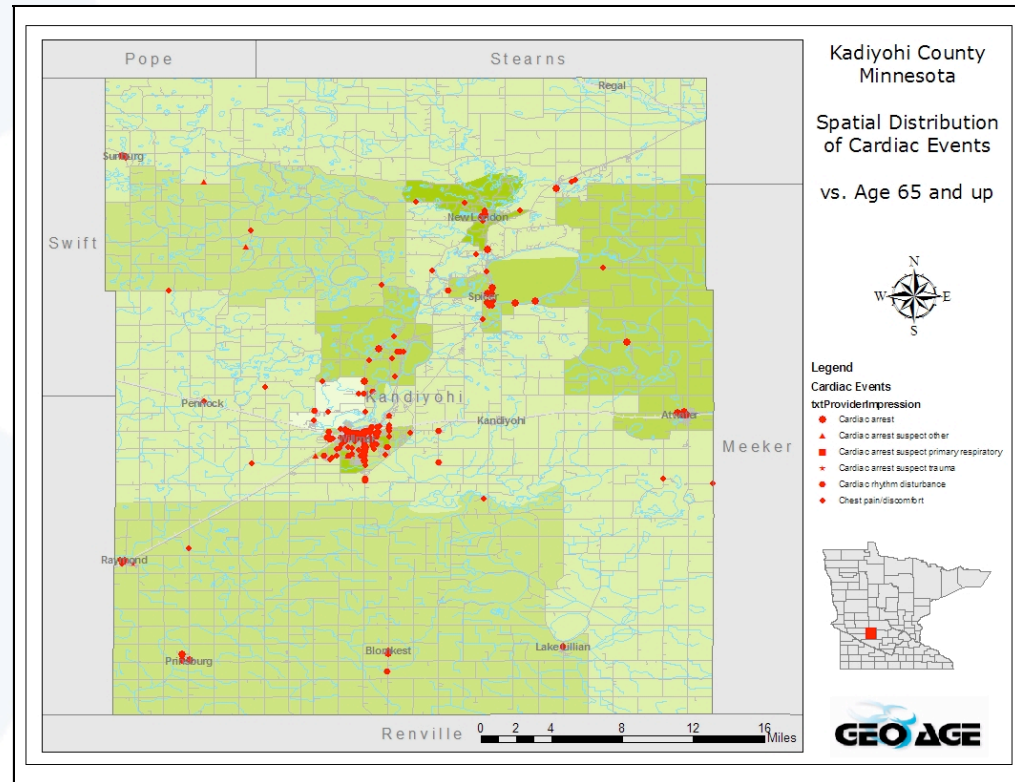 Kadiyohi County
Minnesota
Spatial Distribution
of Cardiac Events
vs. Age 65 and up
Pope
Stearns
Regal
Sunburg
New London
Swift
Spicer
Pennock
Kandiyohi
Kandiyohi
Atwater
Willmar
Meeker
Raymond
Prinsburg
Blomkest
Lake Lillian
Renville
0 2 4 8 12 16
Miles
N
W E
S
Legend
Cardiac Events
txtProviderImpression
Cardiac arrest
Cardiac arrest suspect other
Cardiac arrest suspect primary respiratory
Cardiac arrest suspect trauma
Cardiac rhythm disturbance
Chest pain/discomfort
GEO AGE